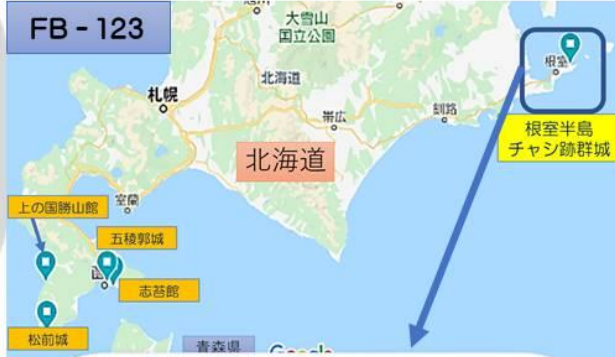 FB－123
大雪山
国立公園
北海道
札幌
帯広
釧路
根室
根室半島
チャシ跡群城
北海道
室蘭
上の国勝山館
五稜郭城
志苔館
松前城
青森県
Google